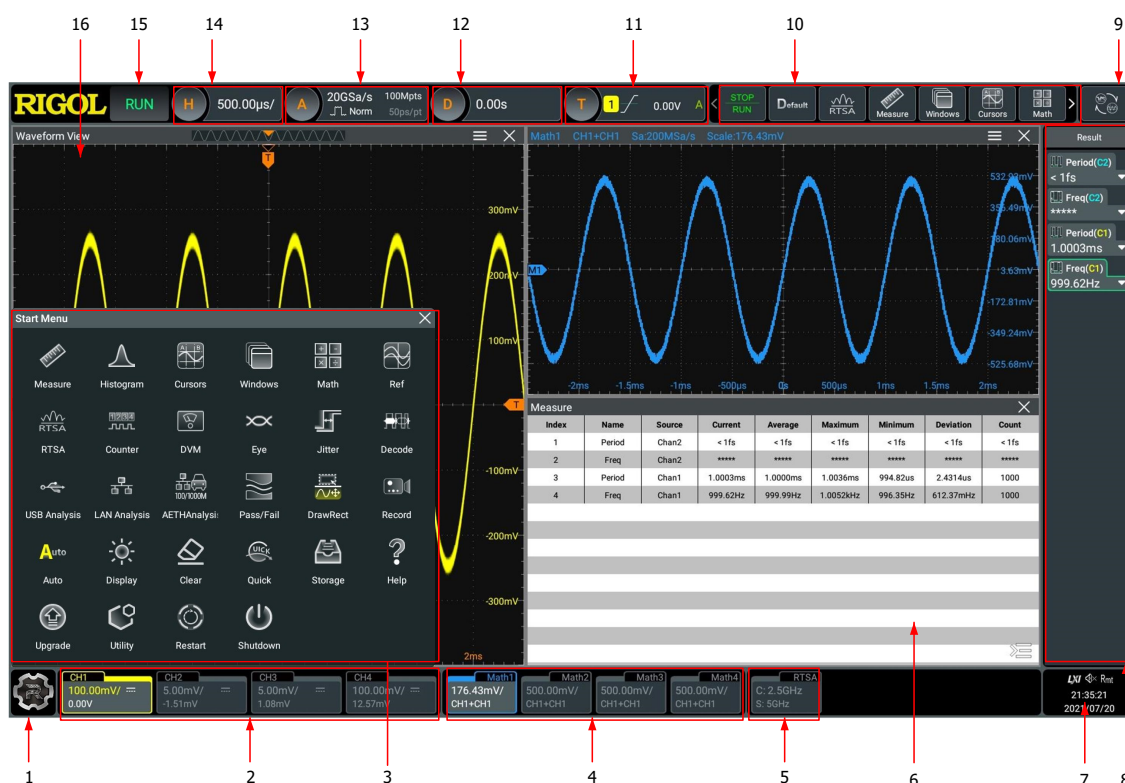 16
15
14
13
12
11
10
9
RIGOL
RUN
H
500.00µs/
A
20GSa/s 100Mpts
Norm 50ps/pt
D
0.00s
T
1
0.00V A
<
STOP
RUN
Default
RTSA
Measure
Windows
Cursors
Math
>
Waveform View
T
300mV
200mV
100mV
T
-100mV
-200mV
-300mV
2ms
Math1 CH1+CH1 Sa:200MSa/s Scale:176.43mV
M1
3.63mV
-172.81mV
-349.24mV
-525.68mV
-2ms -1.5ms -1ms -500µs 0s 500µs 1ms 1.5ms 2ms
Result
Period(C2)
< 1fs
Freq(C2)
*****
Period(C1)
1.0003ms
Freq(C1)
999.62Hz
Start Menu
Measure Histogram Cursors Windows Math Ref
RTSA
RTSA Counter DVM Eye Jitter Decode
100/1000M
USB Analysis LAN Analysis AETHAnalysi: Pass/Fail DrawRect Record
Auto
UICK
Auto Display Clear Quick Storage Help
Upgrade Utility Restart Shutdown
Measure
Index Name Source Current Average Maximum Minimum Deviation Count
1 Period Chan2 < 1fs < 1fs < 1fs < 1fs < 1fs < 1fs
2 Freq Chan2 ***** ***** ***** ***** ***** *****
3 Period Chan1 1.0003ms 1.0000ms 1.0036ms 994.82us 2.4314us 1000
4 Freq Chan1 999.62Hz 999.99Hz 1.0052kHz 996.35Hz 612.37mHz 1000
CH1
100.00mV/
0.00V
CH2
5.00mV/
-1.51mV
CH3
5.00mV/
1.08mV
CH4
100.00mV/
12.57mV
Math1
176.43mV/
CH1+CH1
Math2
500.00mV/
CH1+CH1
Math3
500.00mV/
CH1+CH1
Math4
500.00mV/
CH1+CH1
RTSA
C: 2.5GHz
S: 5GHz
LXI Rmt
21:35:21
2021/07/20
1
2
3
4
5
6
7
8